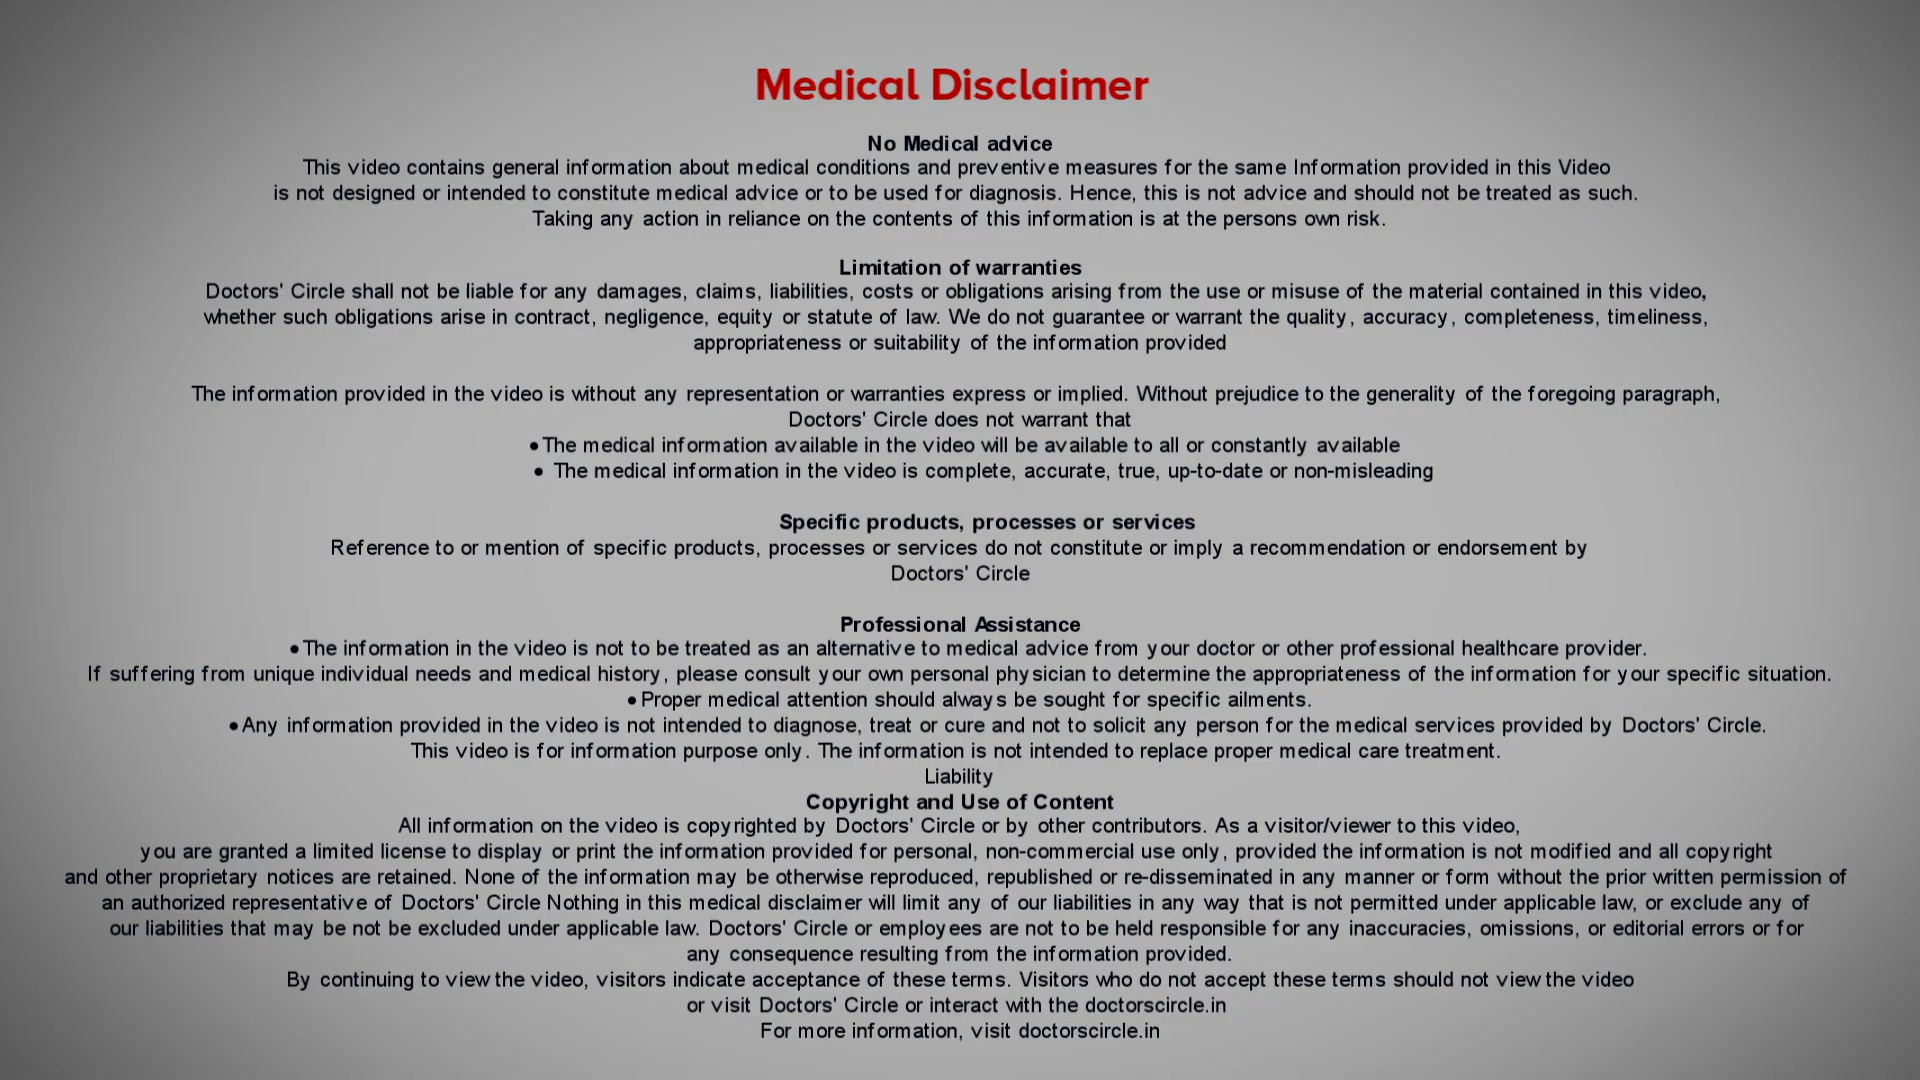 Medical Disclaimer
No Medical advice
This video contains general information about medical conditions and preventive measures for the same Information provided in this Video
is not designed or intended to constitute medical advice or to be used for diagnosis. Hence, this is not advice and should not be treated as such.
Taking any action in reliance on the contents of this information is at the persons own risk.
Limitation of warranties
Doctors' Circle shall not be liable for any damages, claims, liabilities, costs or obligations arising from the use or misuse of the material contained in this video,
whether such obligations arise in contract, negligence, equity or statute of law. We do not guarantee or warrant the quality, accuracy, completeness, timeliness,
appropriateness or suitability of the information provided
The information provided in the video is without any representation or warranties express or implied. Without prejudice to the generality of the foregoing paragraph,
Doctors' Circle does not warrant that
•The medical information available in the video will be available to all or constantly available
• The medical information in the video is complete, accurate, true, up-to-date or non-misleading
Specific products, processes or services
Reference to or mention of specific products, processes or services do not constitute or imply a recommendation or endorsement by
Doctors' Circle
Professional Assistance
•The information in the video is not to be treated as an alternative to medical advice from your doctor or other professional healthcare provider.
If suffering from unique individual needs and medical history, please consult your own personal physician to determine the appropriateness of the information for your specific situation.
•Proper medical attention should always be sought for specific ailments.
•Any information provided in the video is not intended to diagnose, treat or cure and not to solicit any person for the medical services provided by Doctors' Circle.
This video is for information purpose only. The information is not intended to replace proper medical care treatment.
Liability
Copyright and Use of Content
All information on the video is copyrighted by Doctors' Circle or by other contributors. As a visitor/viewer to this video,
you are granted a limited license to display or print the information provided for personal, non-commercial use only, provided the information is not modified and all copyright
and other proprietary notices are retained. None of the information may be otherwise reproduced, republished or re-disseminated in any manner or form without the prior written permission of
an authorized representative of Doctors' Circle Nothing in this medical disclaimer will limit any of our liabilities in any way that is not permitted under applicable law, or exclude any of
our liabilities that may be not be excluded under applicable law. Doctors' Circle or employees are not to be held responsible for any inaccuracies, omissions, or editorial errors or for
any consequence resulting from the information provided.
By continuing to view the video, visitors indicate acceptance of these terms. Visitors who do not accept these terms should not view the video
or visit Doctors' Circle or interact with the doctorscircle.in
For more information, visit doctorscircle.in